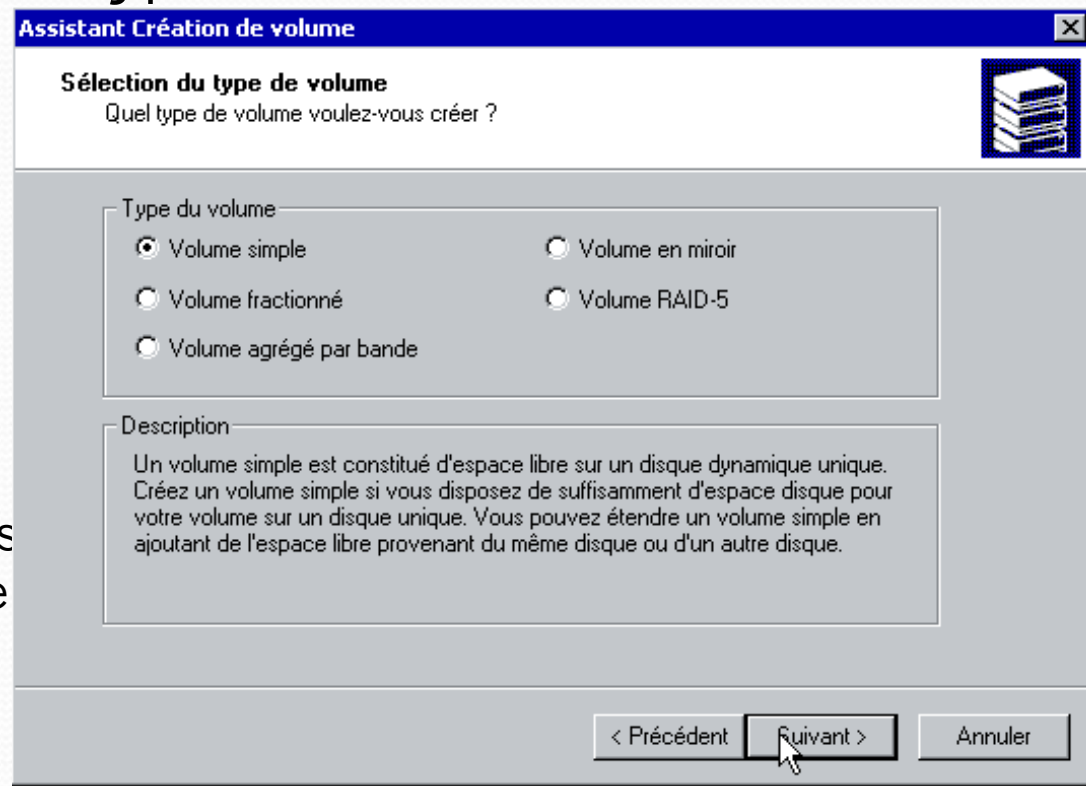 Assistant Création de volume
Sélection du type de volume
Quel type de volume voulez-vous créer ?
Type du volume
Volume simple
Volume en miroir
Volume fractionné
Volume RAID-5
Volume agrégé par bande
Description
Un volume simple est constitué d'espace libre sur un disque dynamique unique.
Créez un volume simple si vous disposez de suffisamment d'espace disque pour
votre volume sur un disque unique. Vous pouvez étendre un volume simple en
ajoutant de l'espace libre provenant du même disque ou d'un autre disque.
s
e
< Précédent
Suivant >
Annuler